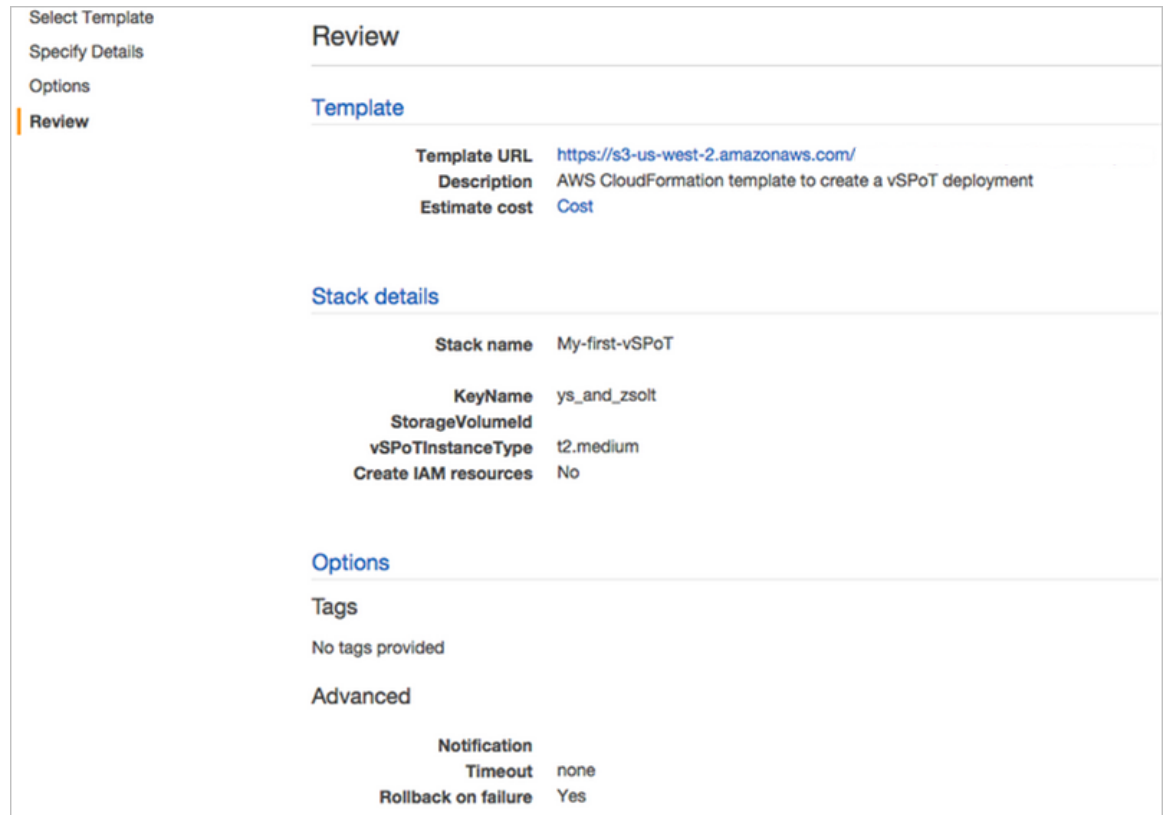 Select Template
Specify Details
Options
Review
Review
Template
Template URL https://s3-us-west-2.amazonaws.com/
Description AWS CloudFormation template to create a vSPoT deployment
Estimate cost Cost
Stack details
Stack name My-first-vSPoT
KeyName ys_and_zsolt
StorageVolumeId
vSPoTInstanceType t2.medium
Create IAM resources No
Options
Tags
No tags provided
Advanced
Notification
Timeout none
Rollback on failure Yes